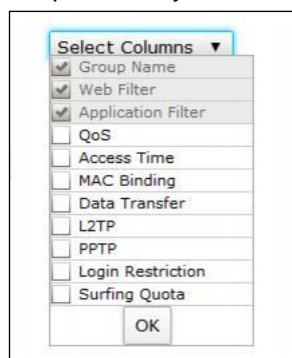 Select Columns ▼
Group Name
Web Filter
Application Filter
QoS
Access Time
MAC Binding
Data Transfer
L2TP
PPTP
Login Restriction
Surfing Quota
OK